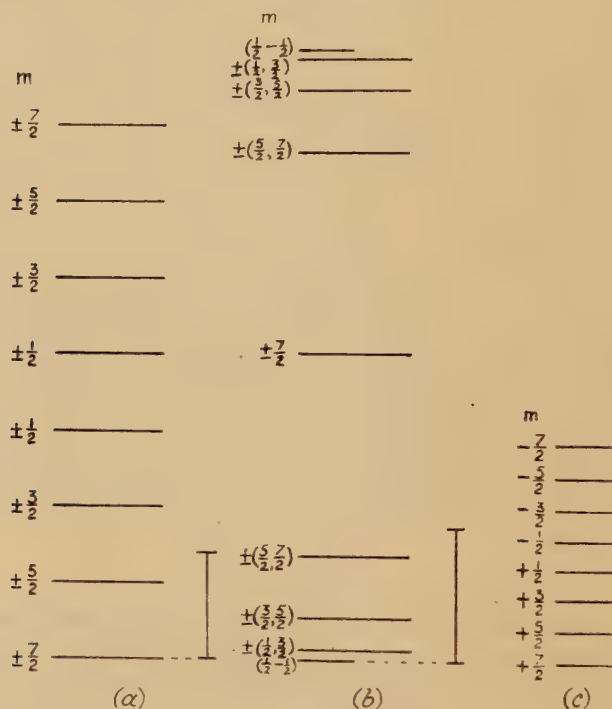 m
± 7/2
± 5/2
± 3/2
± 1/2
± 1/2
± 3/2
± 5/2
± 7/2
(a)
m
(1/2 − 1/2)
±(1/2, 3/2)
±(3/2, 5/2)
±(5/2, 7/2)
± 7/2
±(5/2, 7/2)
±(3/2, 5/2)
±(1/2, 3/2)
(1/2 − 1/2)
(b)
m
− 7/2
− 5/2
− 3/2
− 1/2
+ 1/2
+ 3/2
+ 5/2
+ 7/2
(c)